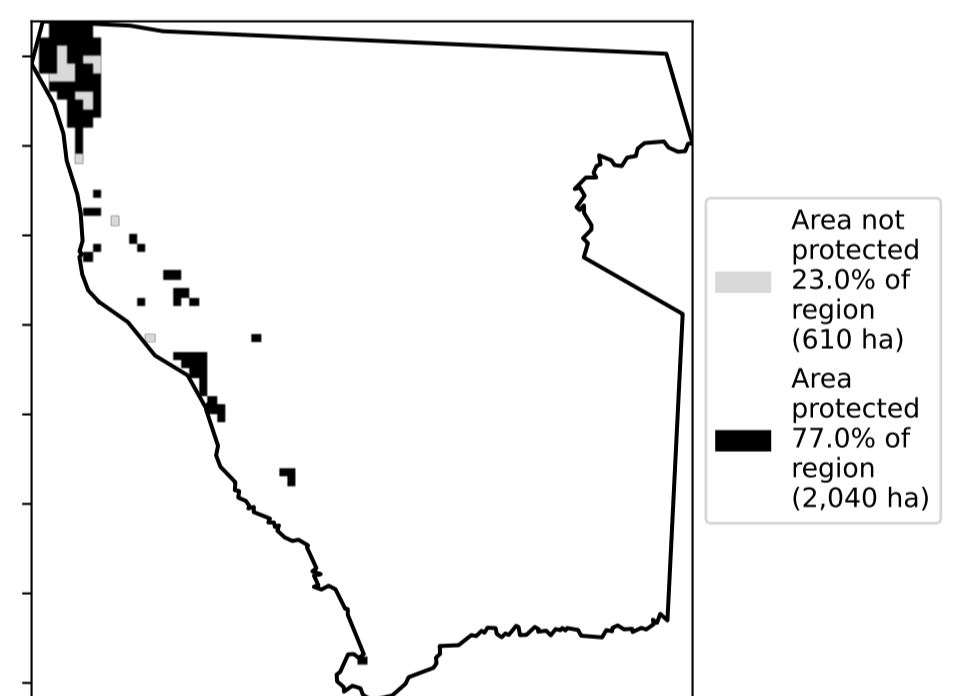 Area not
protected
23.0% of
region
(610 ha)
Area
protected
77.0% of
region
(2,040 ha)